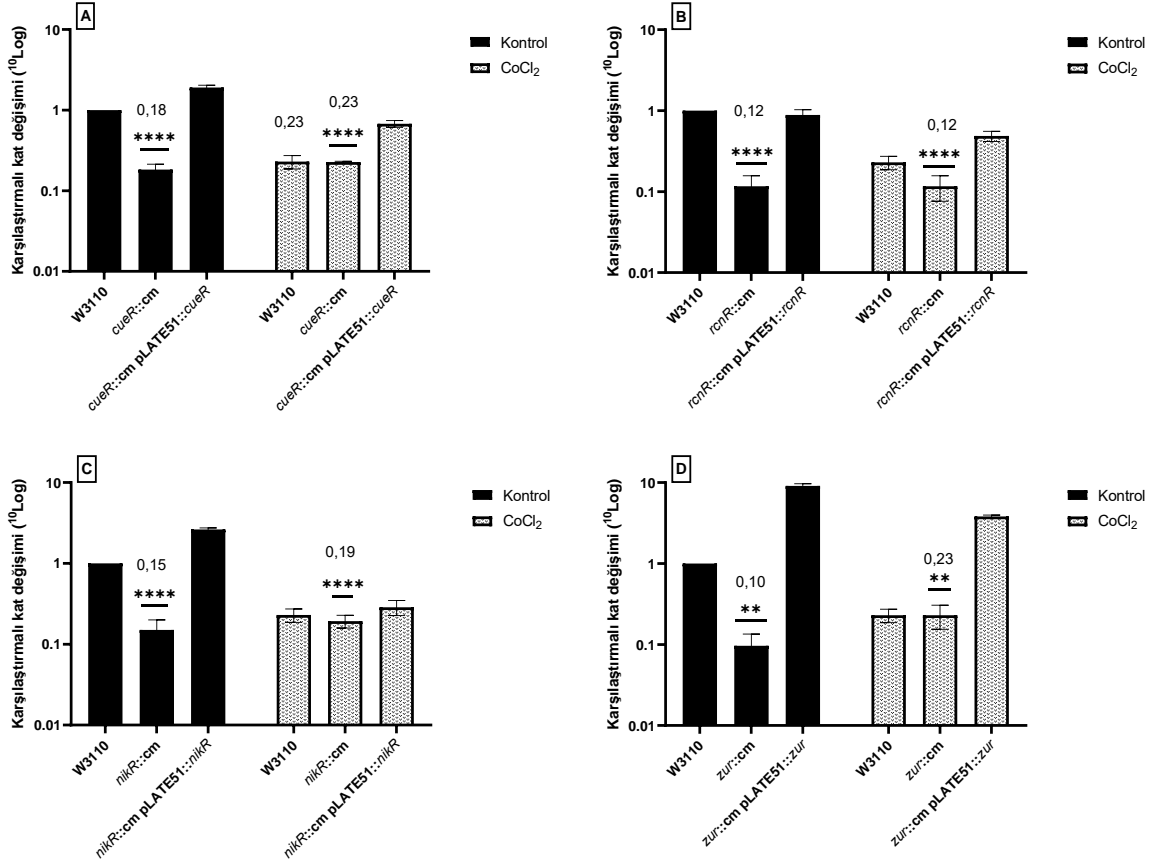 A
Karşılaştırmalı kat değişimi (¹⁰Log)
10
1
0.1
0.01
0,18
****
0,23
0,23
****
Kontrol
CoCl₂
W3110
cueR::cm
cueR::cm pLATE51::cueR
W3110
cueR::cm
cueR::cm pLATE51::cueR
B
Karşılaştırmalı kat değişimi (¹⁰Log)
10
1
0.1
0.01
0,12
****
0,12
****
Kontrol
CoCl₂
W3110
rcnR::cm
rcnR::cm pLATE51::rcnR
W3110
rcnR::cm
rcnR::cm pLATE51::rcnR
C
Karşılaştırmalı kat değişimi (¹⁰Log)
10
1
0.1
0.01
0,15
****
0,19
****
Kontrol
CoCl₂
W3110
nikR::cm
nikR::cm pLATE51::nikR
W3110
nikR::cm
nikR::cm pLATE51::nikR
D
Karşılaştırmalı kat değişimi (¹⁰Log)
10
1
0.1
0.01
0,10
**
0,23
**
Kontrol
CoCl₂
W3110
zur::cm
zur::cm pLATE51::zur
W3110
zur::cm
zur::cm pLATE51::zur